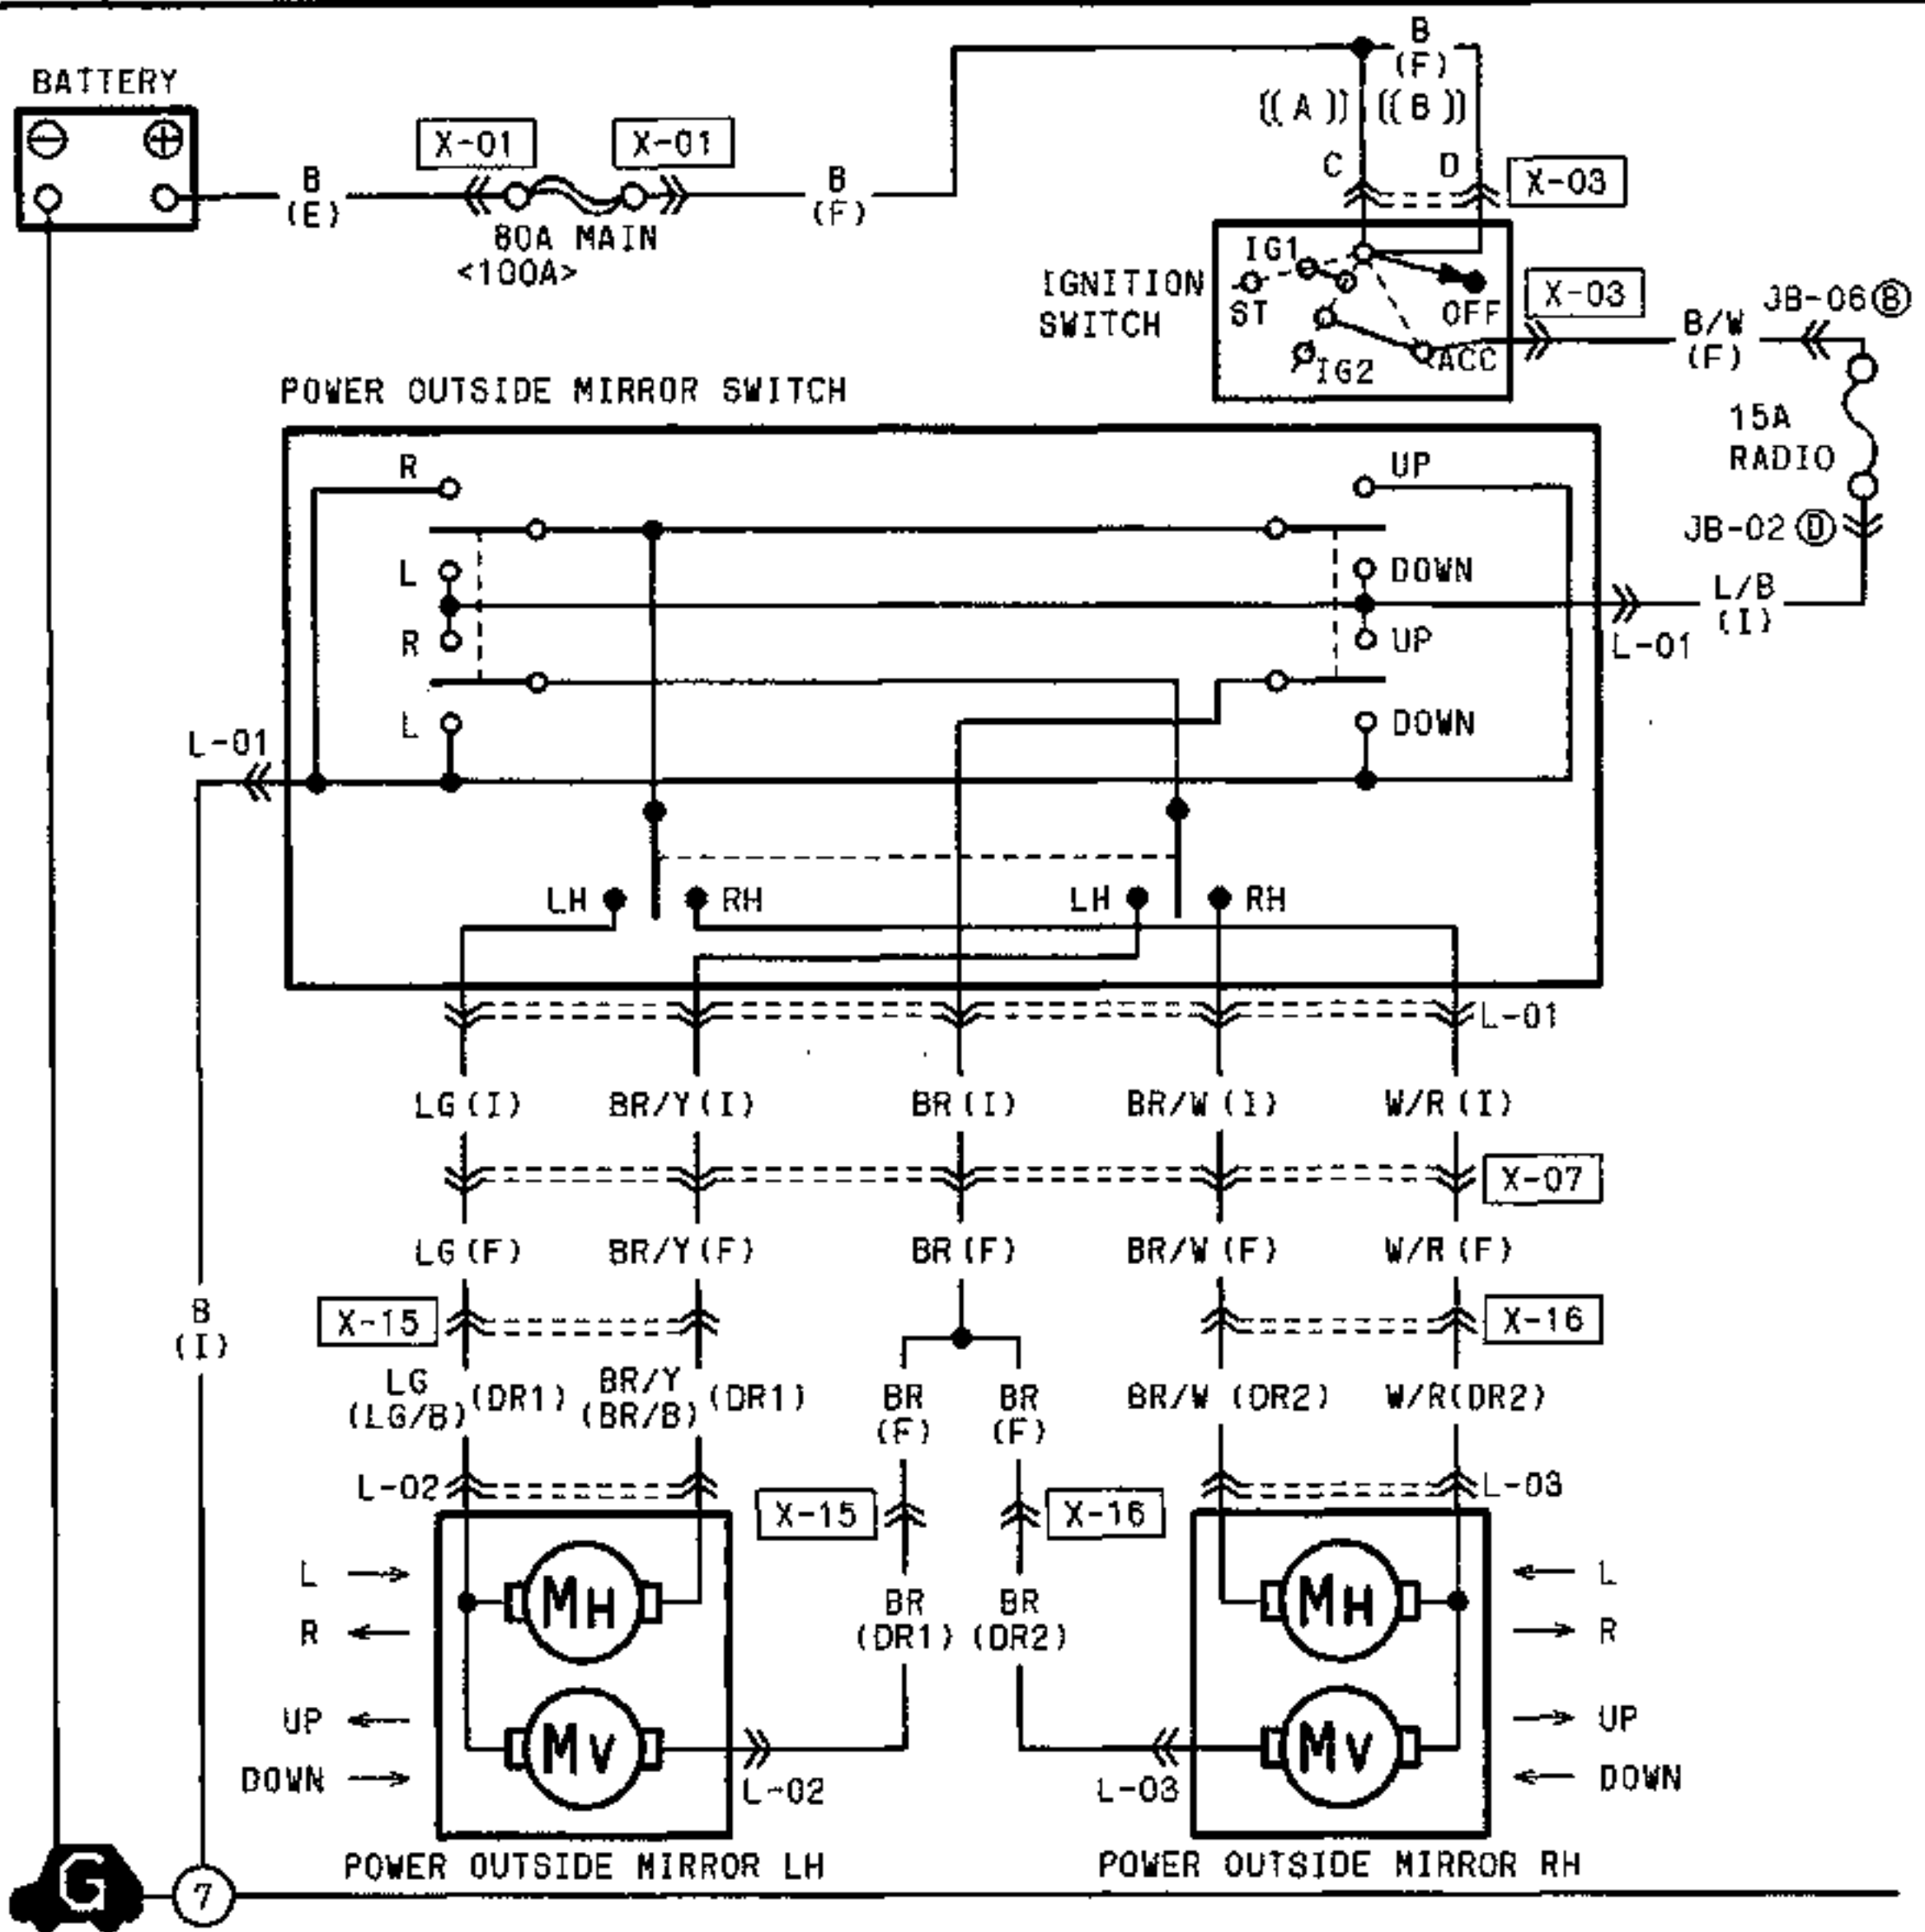 BATTERY
X-01
X-01
B
(E)
80A MAIN
<100A>
B
(F)
B
(F)
((A)) ((B))
C
D
X-03
IGNITION
SWITCH
IG1
ST
OFF
IG2
ACC
X-03
B/W
(F)
JB-06 B
15A
RADIO
JB-02 D
L/B
(I)
L-01
POWER OUTSIDE MIRROR SWITCH
R
UP
L
DOWN
R
UP
L
DOWN
L-01
LH
RH
LH
RH
L-01
LG(I)
BR/Y(I)
BR(I)
BR/W(I)
W/R(I)
X-07
LG(F)
BR/Y(F)
BR(F)
BR/W(F)
W/R(F)
B
(I)
X-15
X-16
LG
(LG/B)
(DR1)
BR/Y
(BR/B)
(DR1)
BR
(F)
BR
(F)
BR/W (DR2)
W/R(DR2)
L-02
X-15
X-16
L-03
L
R
UP
DOWN
MH
MV
BR
(DR1)
BR
(DR2)
L-02
L-03
MH
MV
L
R
UP
DOWN
POWER OUTSIDE MIRROR LH
POWER OUTSIDE MIRROR RH
G
7